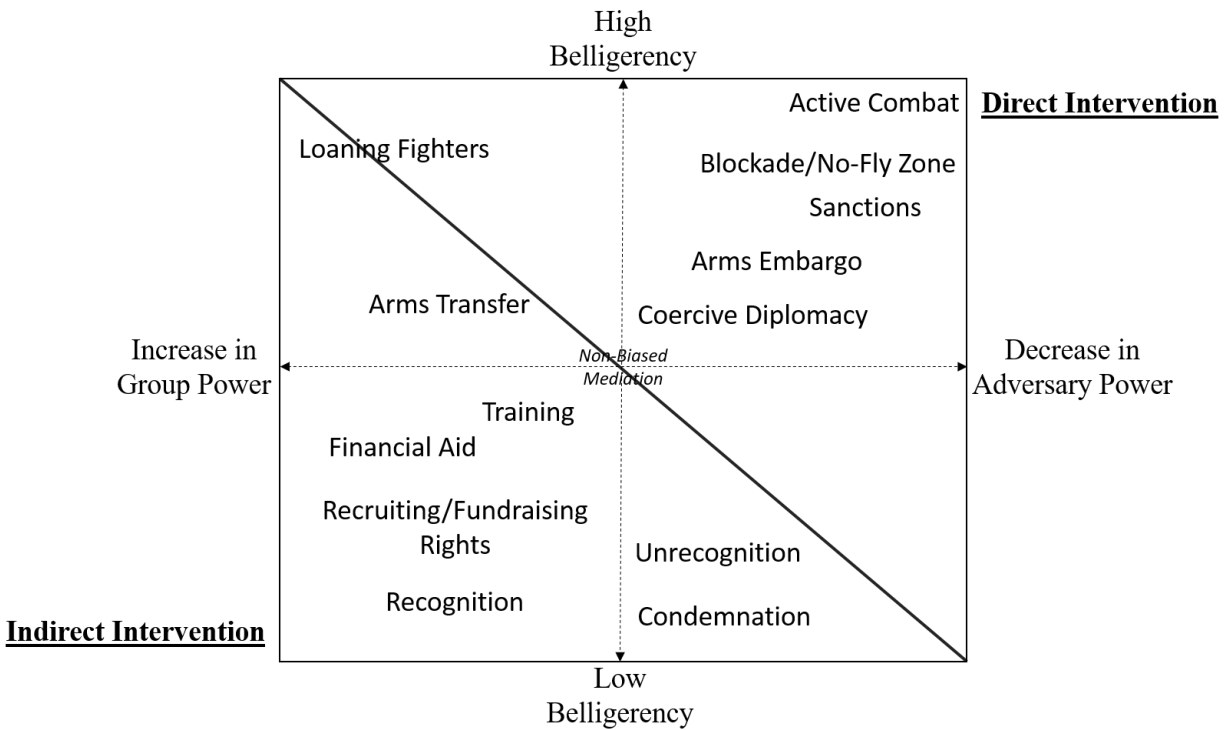 High
Belligerency
Active Combat
Direct Intervention
Loaning Fighters
Blockade/No-Fly Zone
Sanctions
Arms Embargo
Arms Transfer
Coercive Diplomacy
Increase in
Group Power
Non-Biased
Mediation
Decrease in
Adversary Power
Training
Financial Aid
Recruiting/Fundraising
Rights
Unrecognition
Recognition
Condemnation
Indirect Intervention
Low
Belligerency